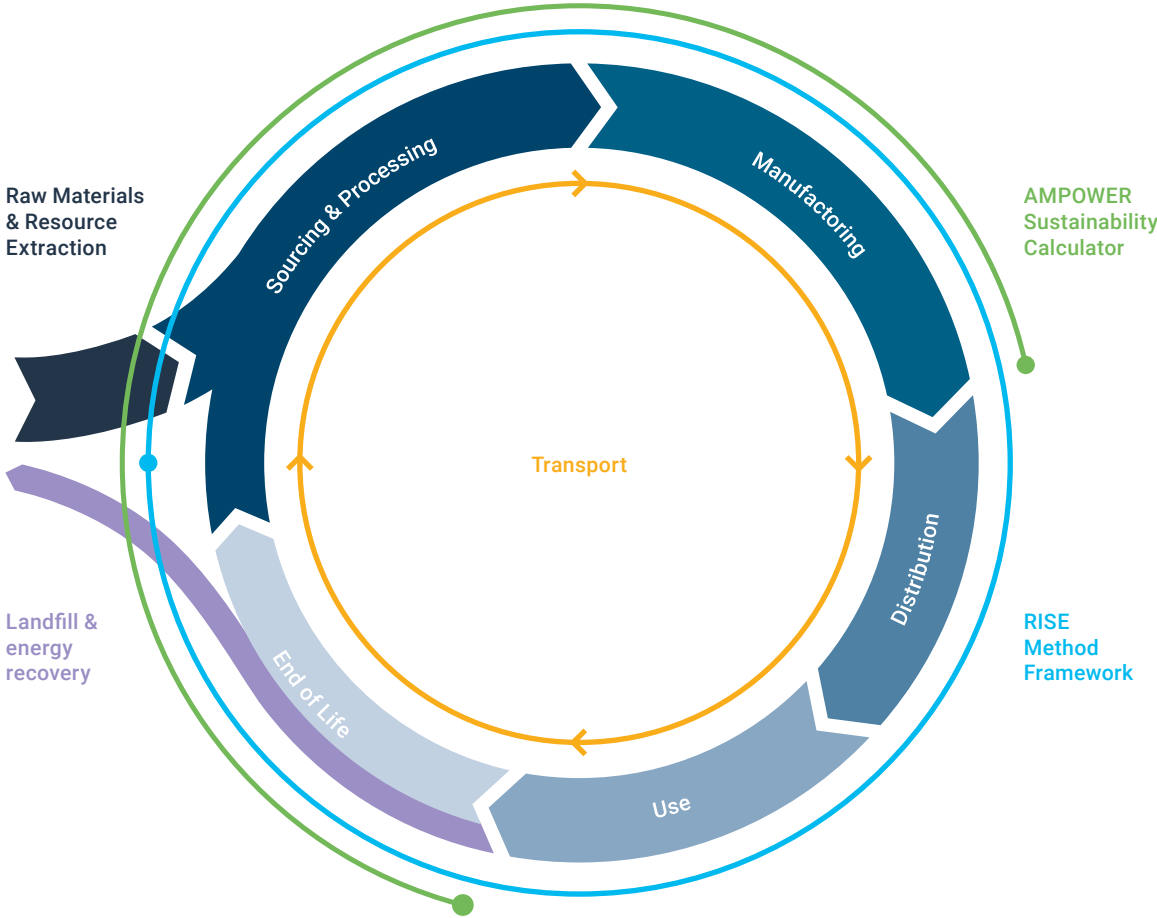 Raw Materials
& Resource
Extraction
Sourcing & Processing
Manufactoring
AMPOWER
Sustainability
Calculator
Transport
Distribution
Landfill &
energy
recovery
End of Life
RISE
Method
Framework
Use